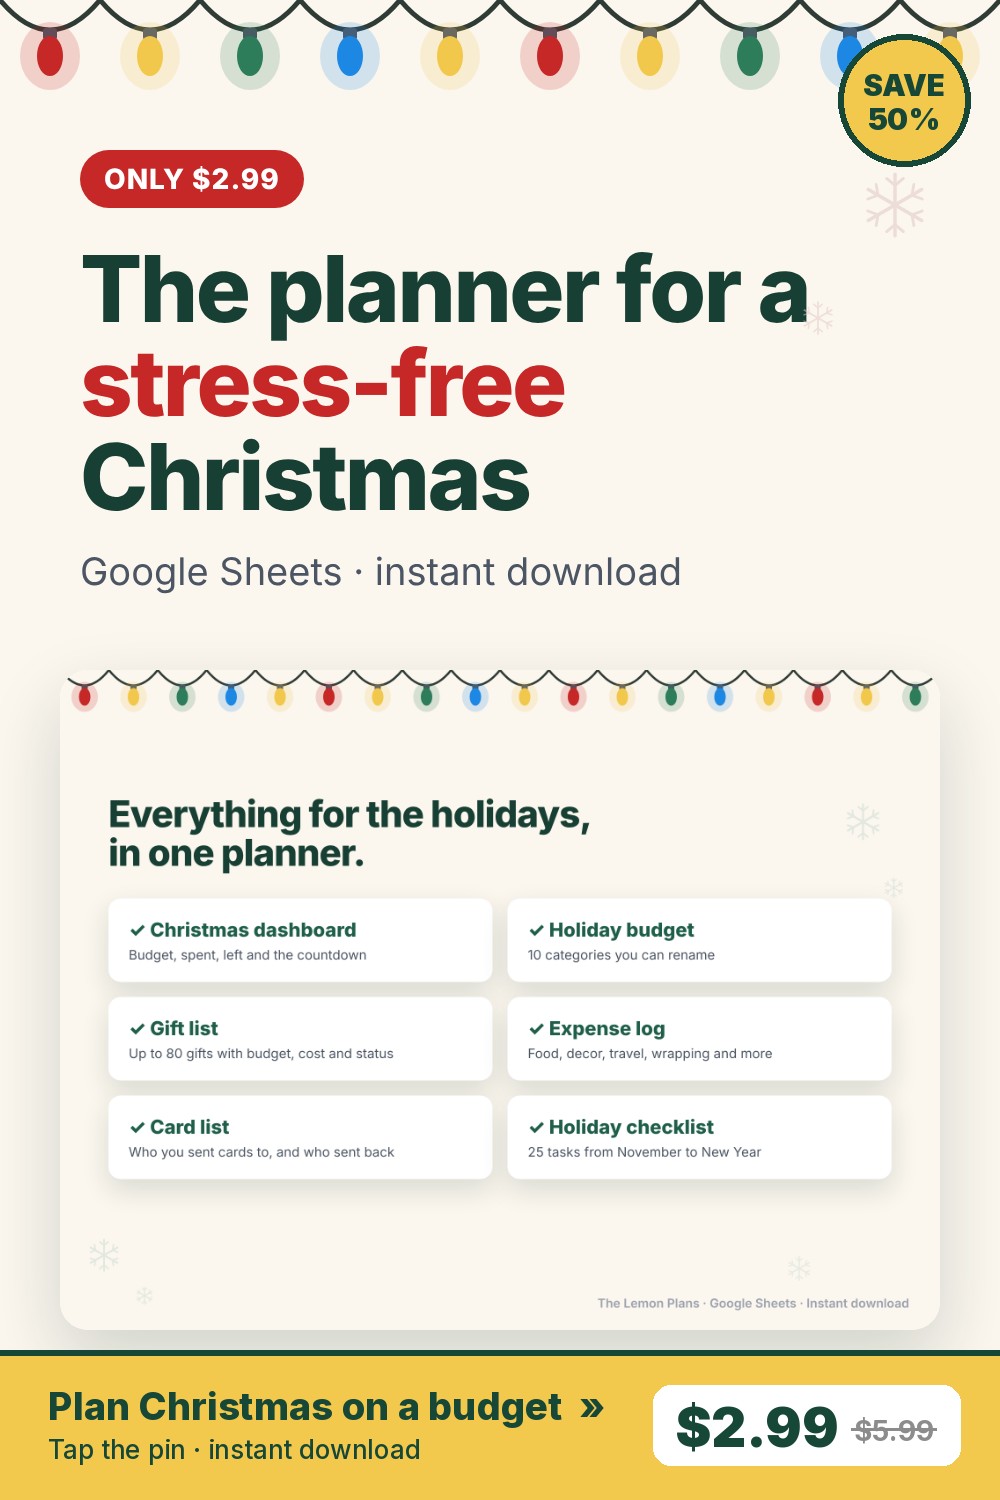 SAVE
50%
ONLY $2.99
The planner for a
stress-free
Christmas
Google Sheets · instant download
Everything for the holidays,
in one planner.
✓ Christmas dashboard
Budget, spent, left and the countdown
✓ Holiday budget
10 categories you can rename
✓ Gift list
Up to 80 gifts with budget, cost and status
✓ Expense log
Food, decor, travel, wrapping and more
✓ Card list
Who you sent cards to, and who sent back
✓ Holiday checklist
25 tasks from November to New Year
The Lemon Plans · Google Sheets · Instant download
Plan Christmas on a budget »
Tap the pin · instant download
$2.99 $5.99